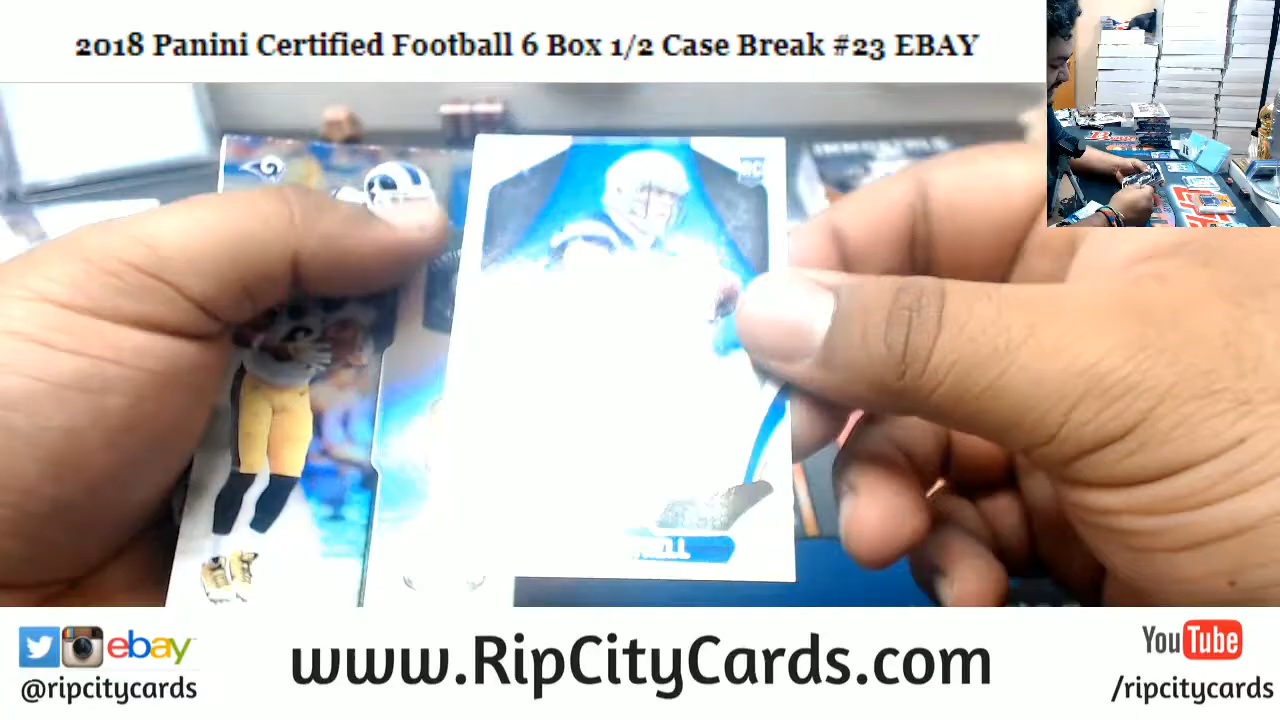 2018 Panini Certified Football 6 Box 1/2 Case Break #23 EBAY
RC
ebay
@ripcitycards
www.RipCityCards.com
YouTube
/ripcitycards